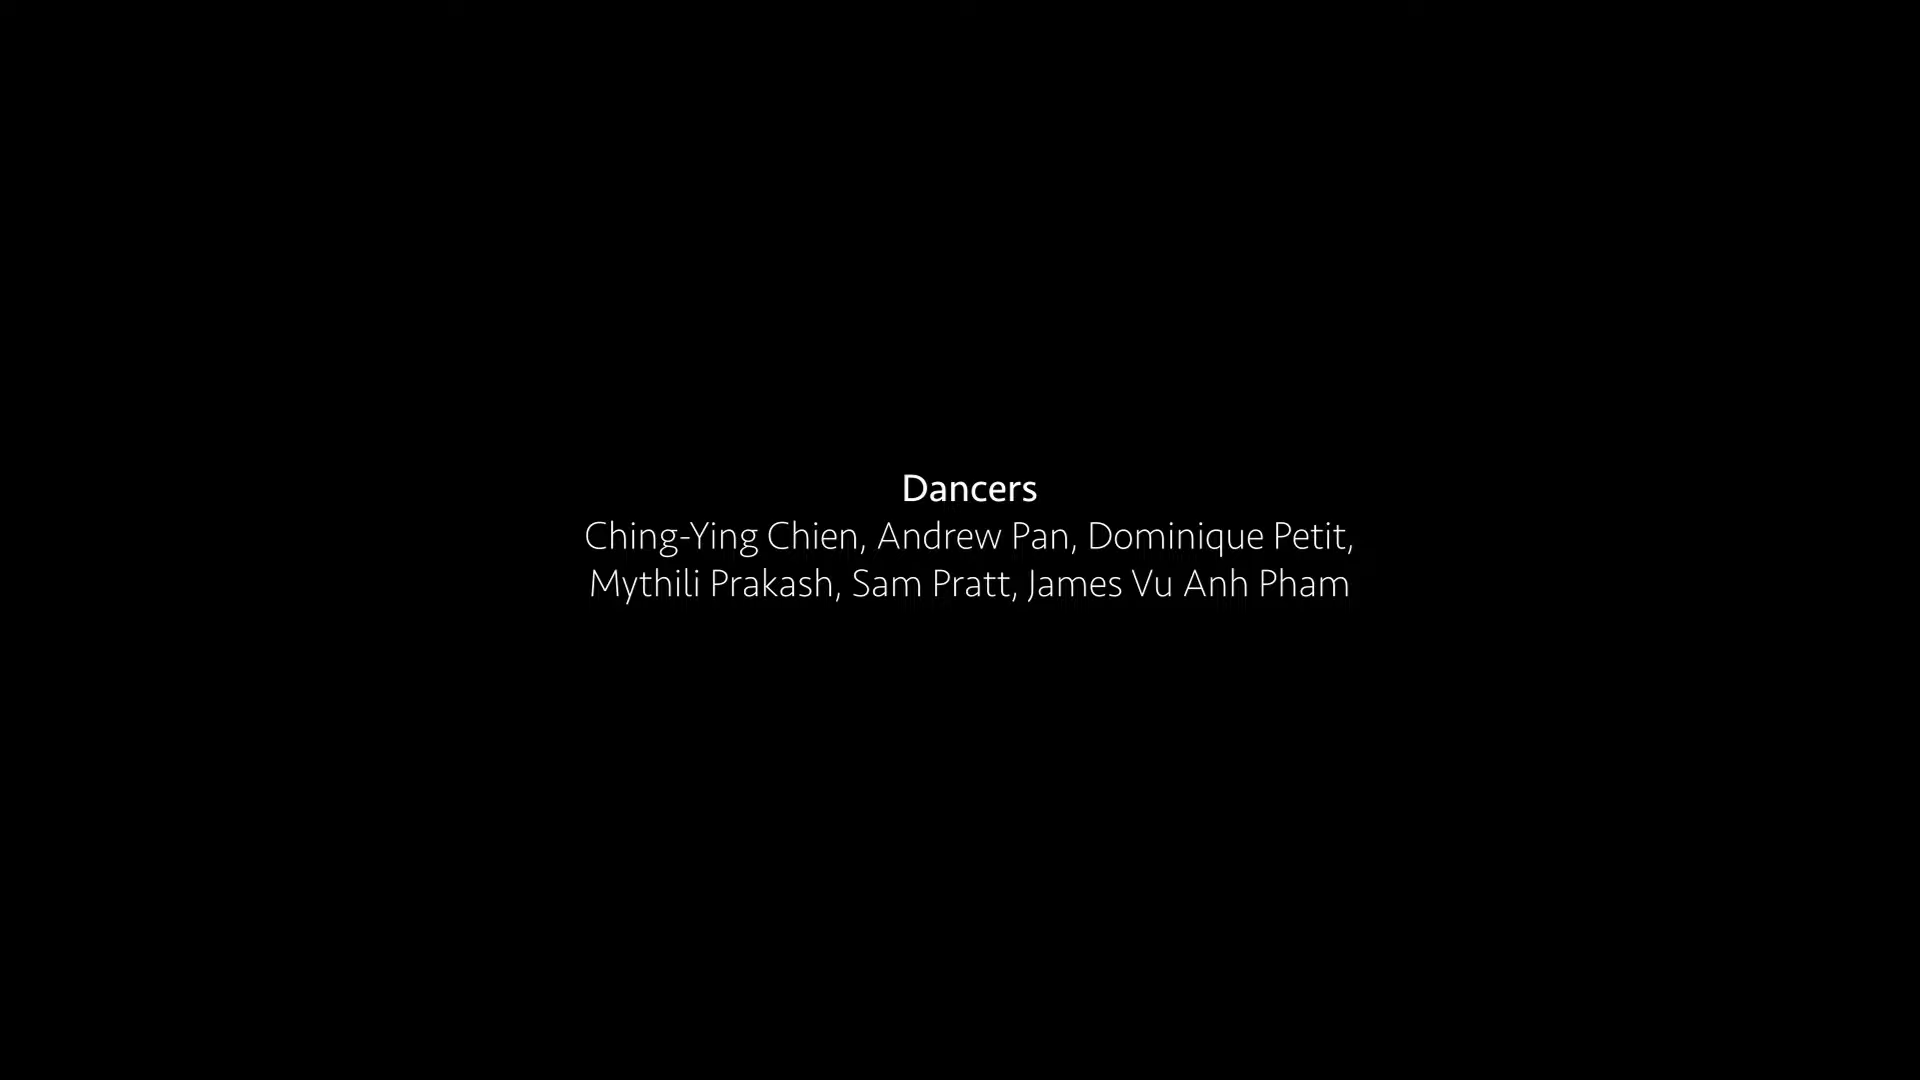 Dancers
Ching-Ying Chien, Andrew Pan, Dominique Petit,
Mythili Prakash, Sam Pratt, James Vu Anh Pham